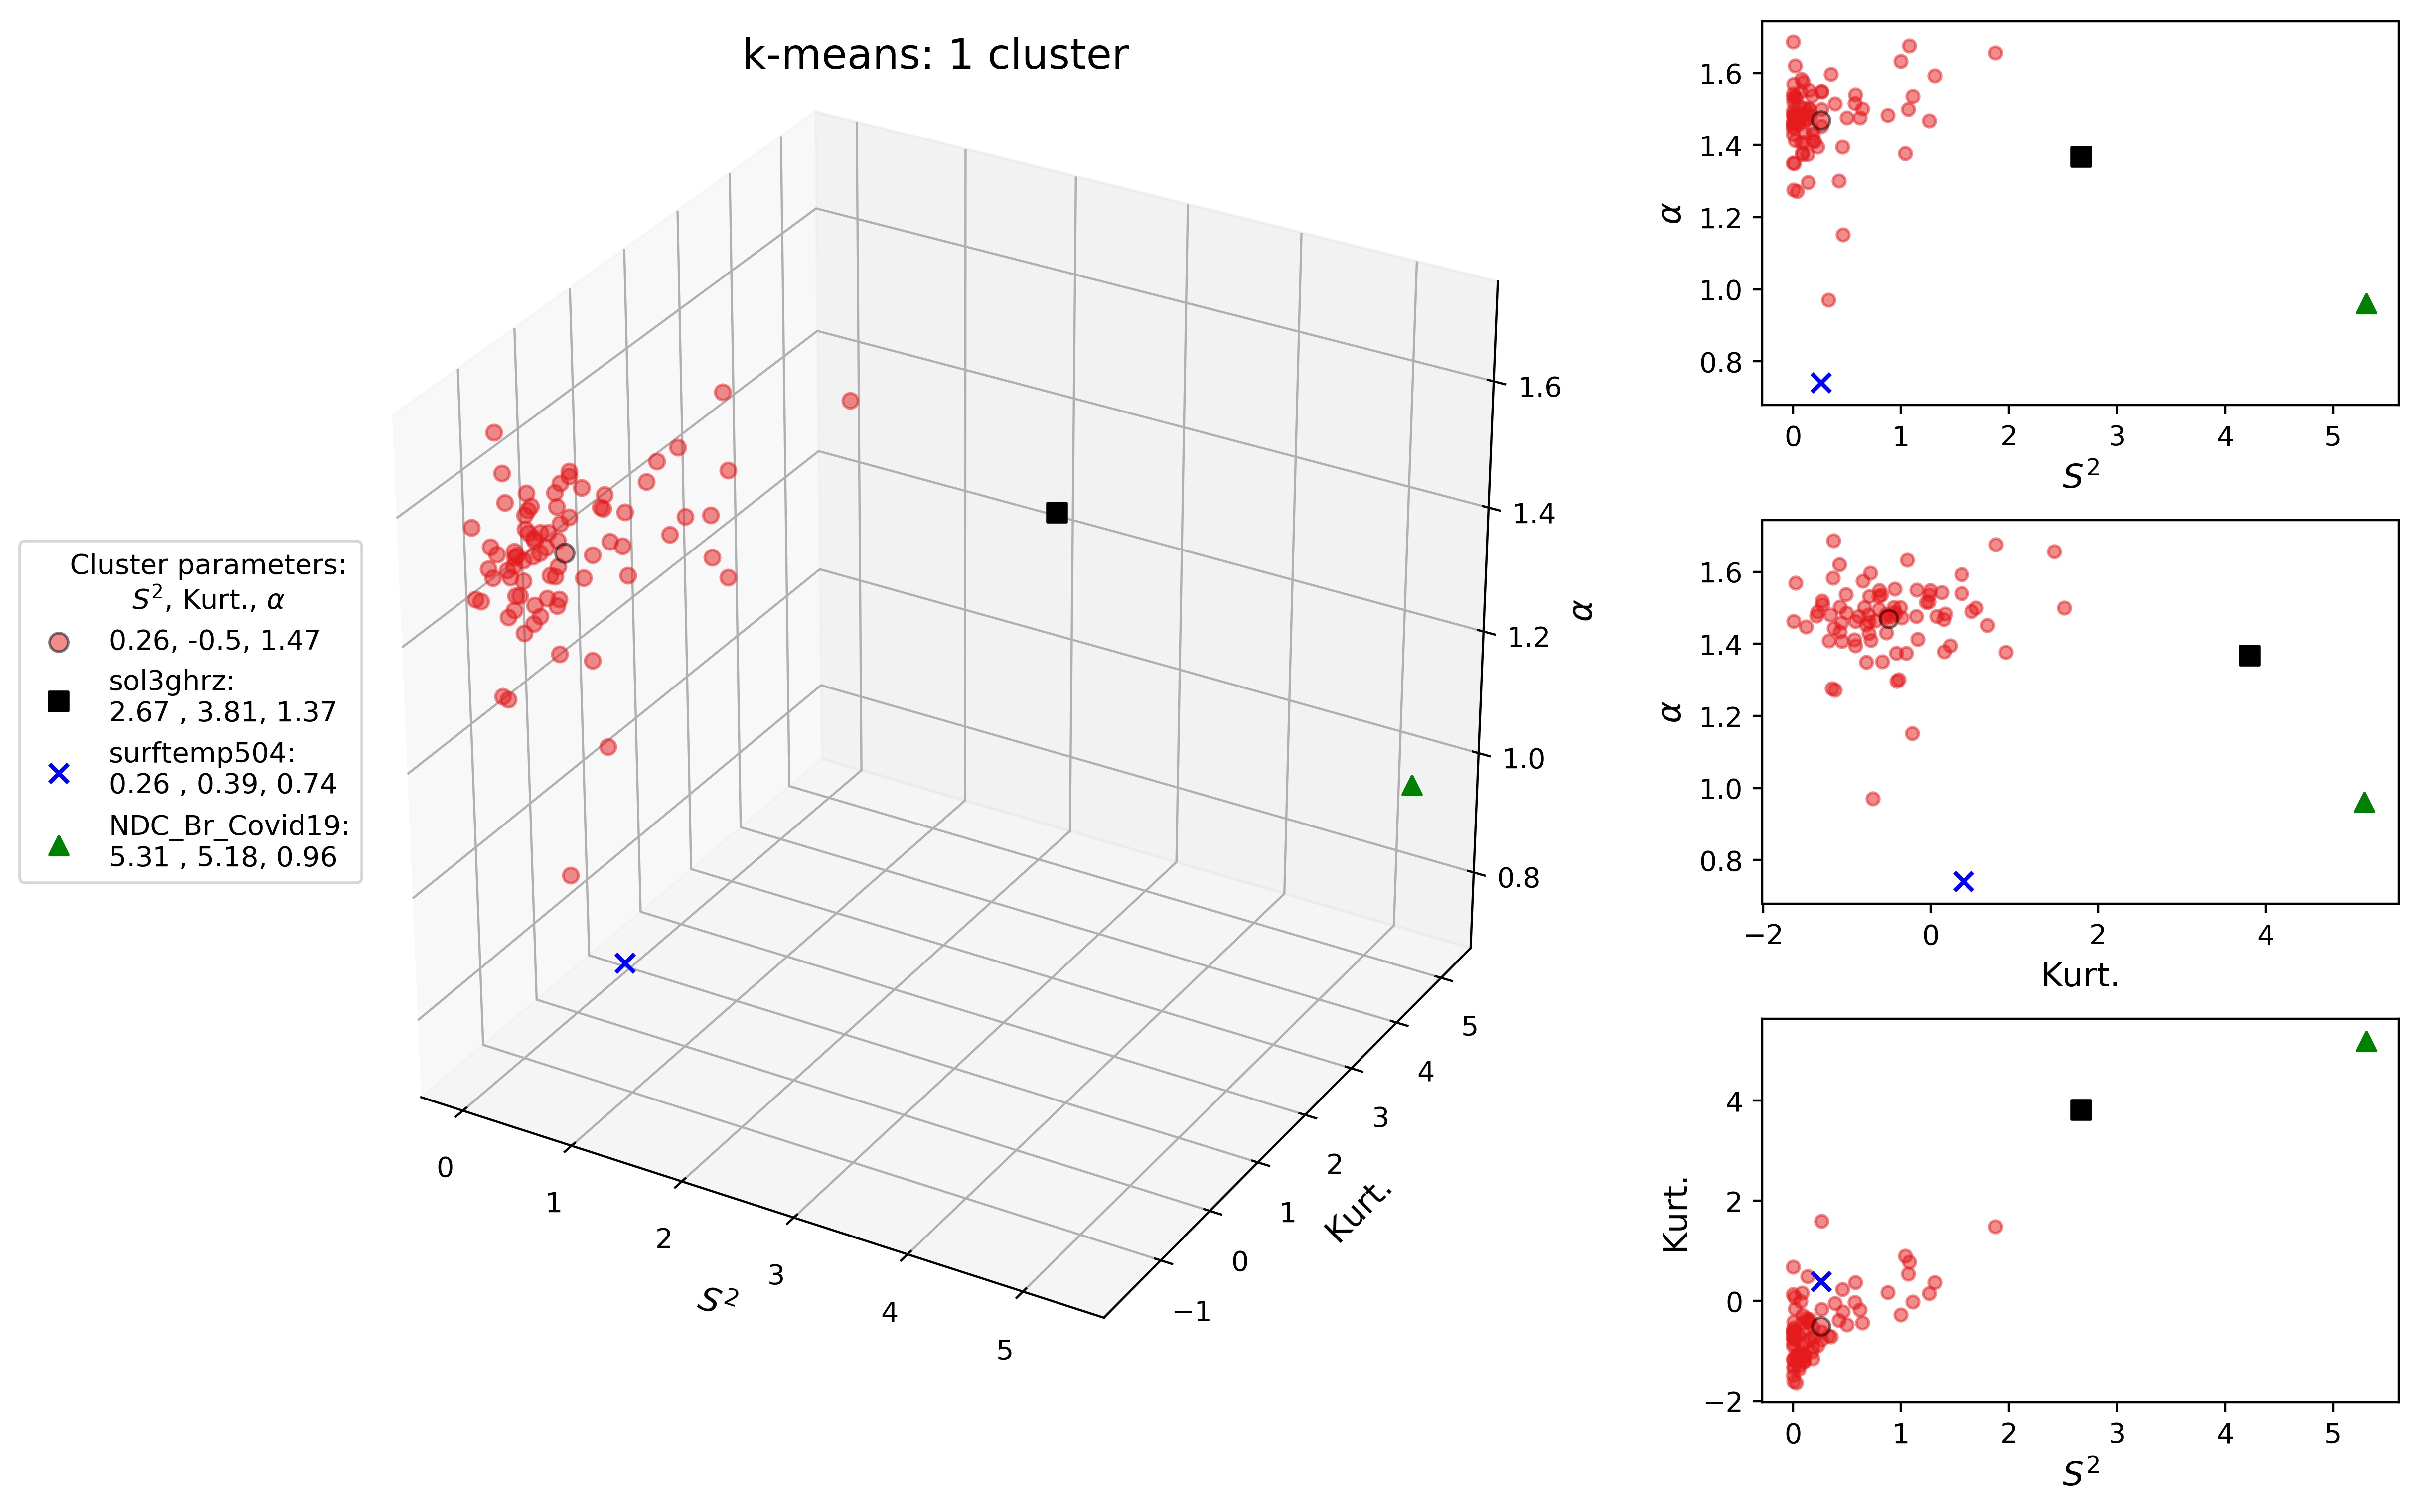 k-means: 1 cluster
Cluster parameters:
S², Kurt., α
0.26, -0.5, 1.47
sol3ghrz:
2.67 , 3.81, 1.37
surftemp504:
0.26 , 0.39, 0.74
NDC_Br_Covid19:
5.31 , 5.18, 0.96
0
1
2
3
4
5
S²
−1
0
1
2
3
4
5
Kurt.
1.6
1.4
1.2
1.0
0.8
α
1.6
1.4
1.2
1.0
0.8
α
0 1 2 3 4 5
S²
1.6
1.4
1.2
1.0
0.8
α
−2 0 2 4
Kurt.
4
2
0
−2
Kurt.
0 1 2 3 4 5
S²